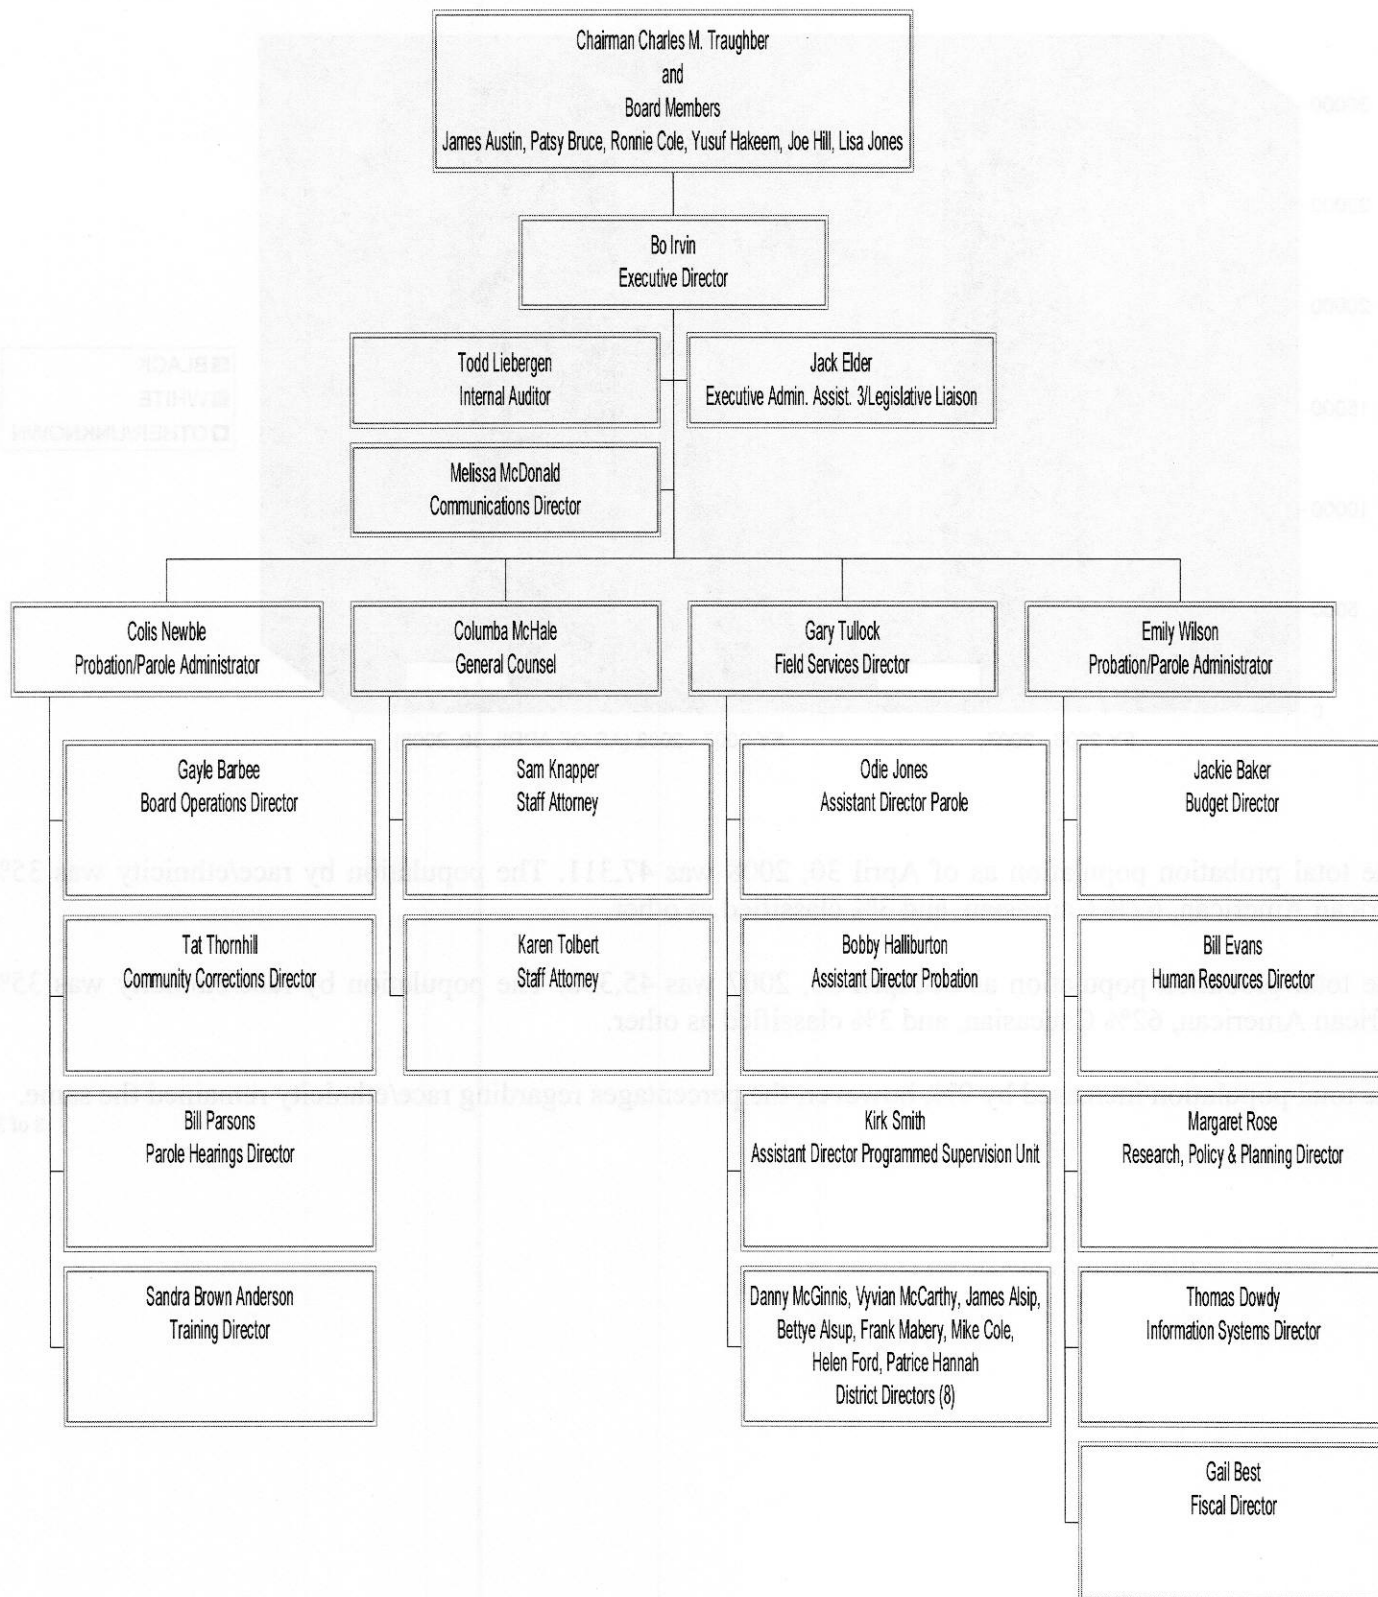 Chairman Charles M. Traughber
and
Board Members
James Austin, Patsy Bruce, Ronnie Cole, Yusuf Hakeem, Joe Hill, Lisa Jones
Bo Irvin
Executive Director
Todd Liebergen
Internal Auditor
Jack Elder
Executive Admin. Assist. 3/Legislative Liaison
Melissa McDonald
Communications Director
Colis Newble
Probation/Parole Administrator
Columba McHale
General Counsel
Gary Tullock
Field Services Director
Emily Wilson
Probation/Parole Administrator
Gayle Barbee
Board Operations Director
Sam Knapper
Staff Attorney
Odie Jones
Assistant Director Parole
Jackie Baker
Budget Director
Tat Thornhill
Community Corrections Director
Karen Tolbert
Staff Attorney
Bobby Halliburton
Assistant Director Probation
Bill Evans
Human Resources Director
Bill Parsons
Parole Hearings Director
Kirk Smith
Assistant Director Programmed Supervision Unit
Margaret Rose
Research, Policy & Planning Director
Sandra Brown Anderson
Training Director
Danny McGinnis, Vyvian McCarthy, James Alsip,
Bettye Alsup, Frank Mabery, Mike Cole,
Helen Ford, Patrice Hannah
District Directors (8)
Thomas Dowdy
Information Systems Director
Gail Best
Fiscal Director